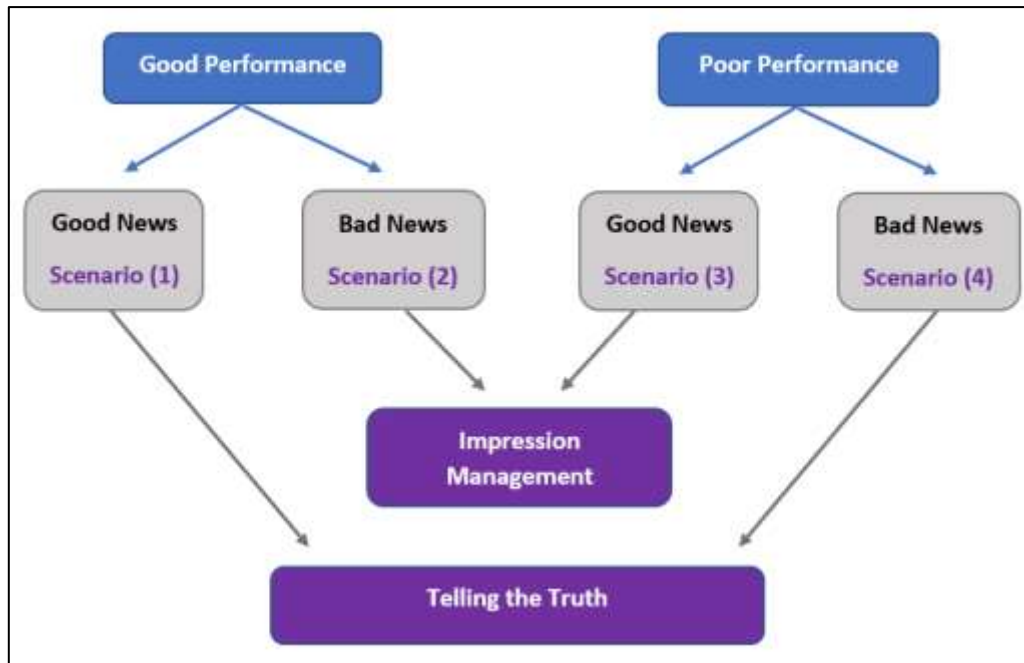 Good Performance
Poor Performance
Good News
Scenario (1)
Bad News
Scenario (2)
Good News
Scenario (3)
Bad News
Scenario (4)
Impression
Management
Telling the Truth